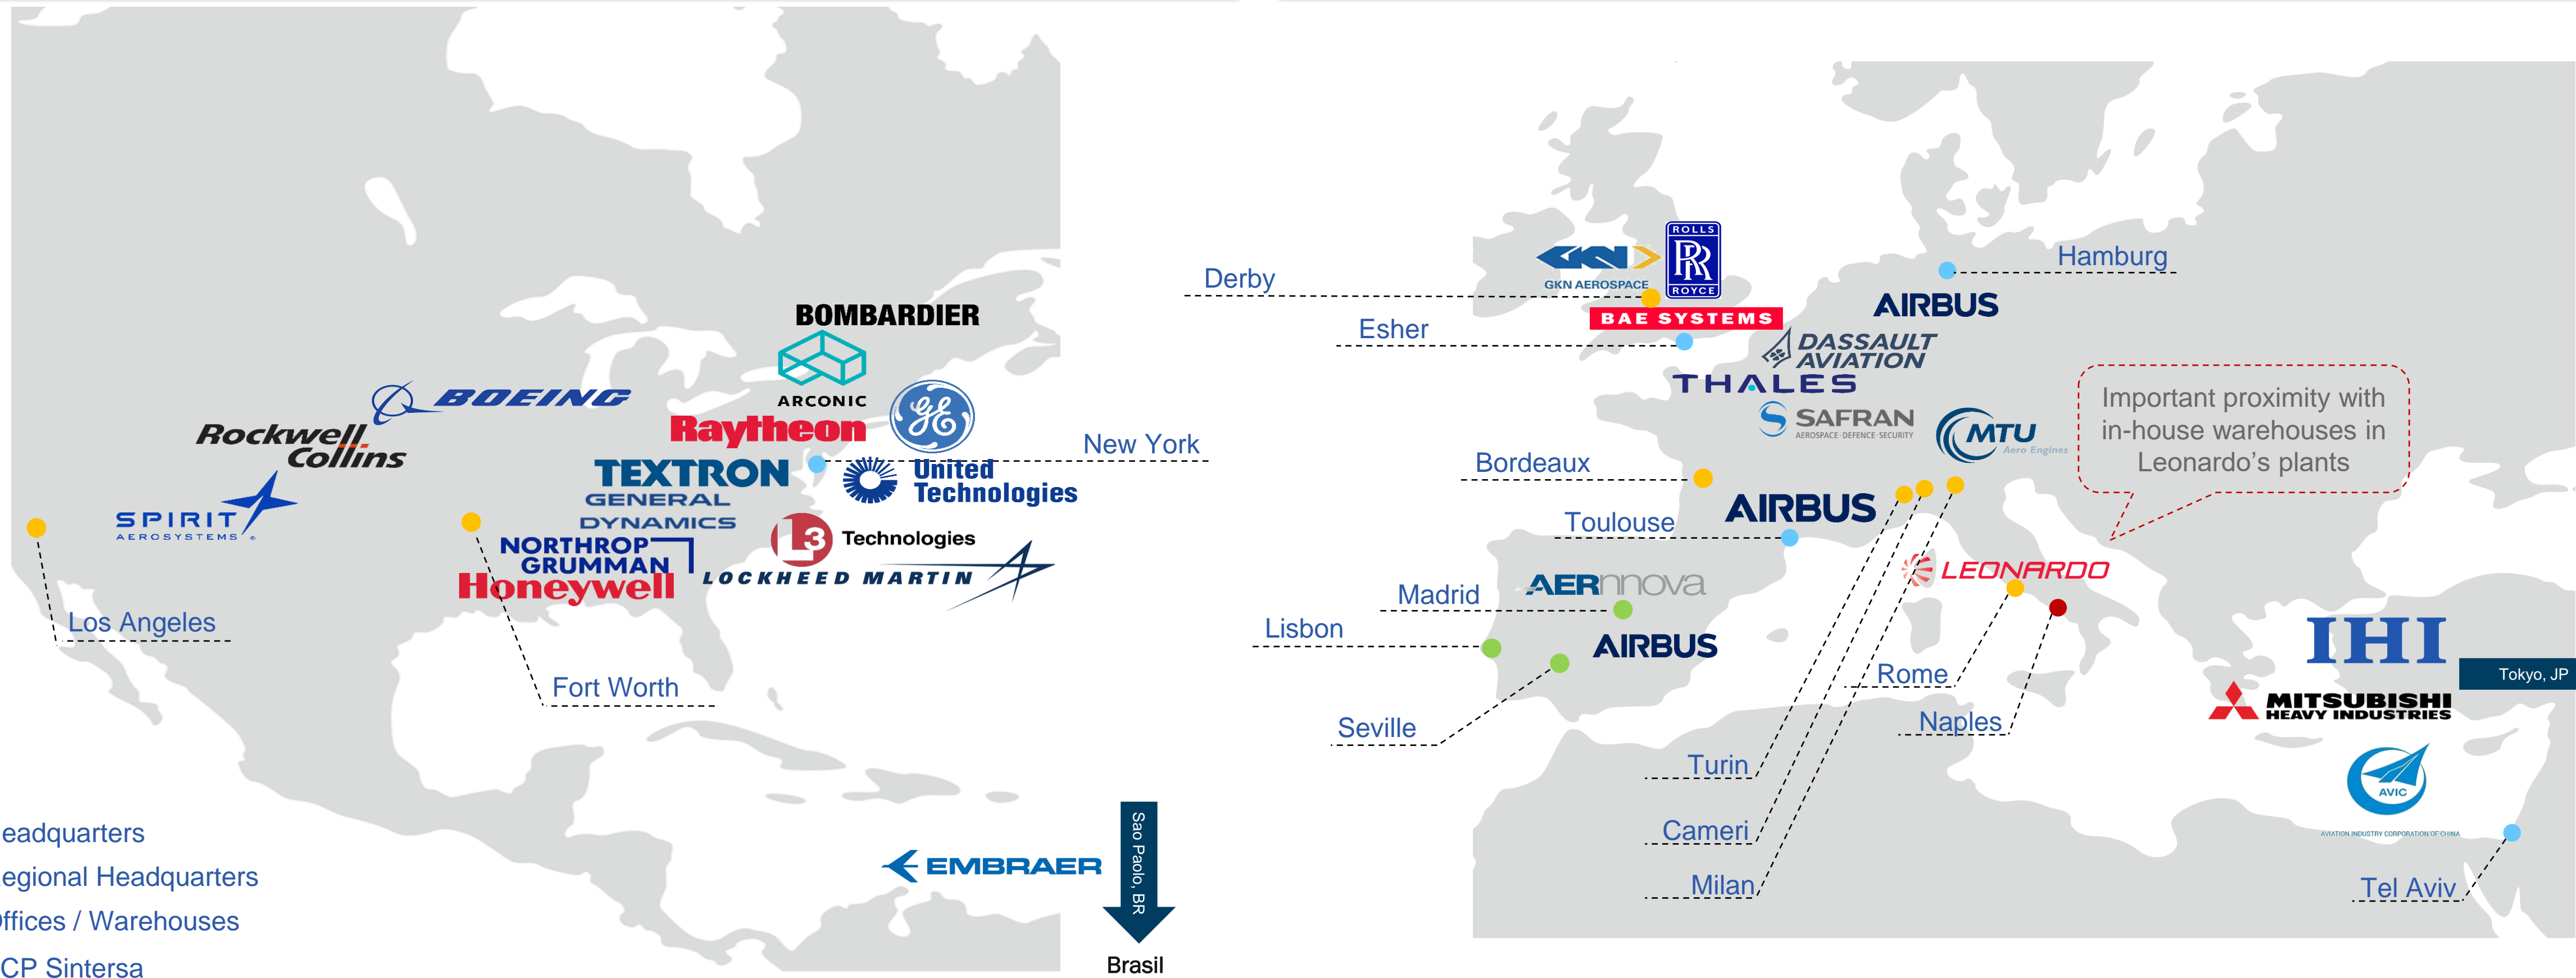 BOMBARDIER
ARCONIC
BOEING
Rockwell
Collins
Raytheon
GE
New York
TEXTRON
United
Technologies
GENERAL
DYNAMICS
SPIRIT
AEROSYSTEMS
L3 Technologies
NORTHROP
GRUMMAN
Honeywell
LOCKHEED MARTIN
Los Angeles
Fort Worth
eadquarters
egional Headquarters
ffices / Warehouses
CP Sintersa
EMBRAER
Sao Paolo, BR
Brasil
ROLLS
RR
ROYCE
GKN
GKN AEROSPACE
Derby
BAE SYSTEMS
Esher
Hamburg
AIRBUS
DASSAULT
AVIATION
THALES
SAFRAN
AEROSPACE·DEFENCE·SECURITY
MTU
Aero Engines
Important proximity with
in-house warehouses in
Leonardo’s plants
Bordeaux
AIRBUS
Toulouse
LEONARDO
AERnnova
Madrid
Lisbon
AIRBUS
Seville
Rome
Naples
Turin
Cameri
Milan
IHI
Tokyo, JP
MITSUBISHI
HEAVY INDUSTRIES
AVIC
AVIATION INDUSTRY CORPORATION OF CHINA
Tel Aviv